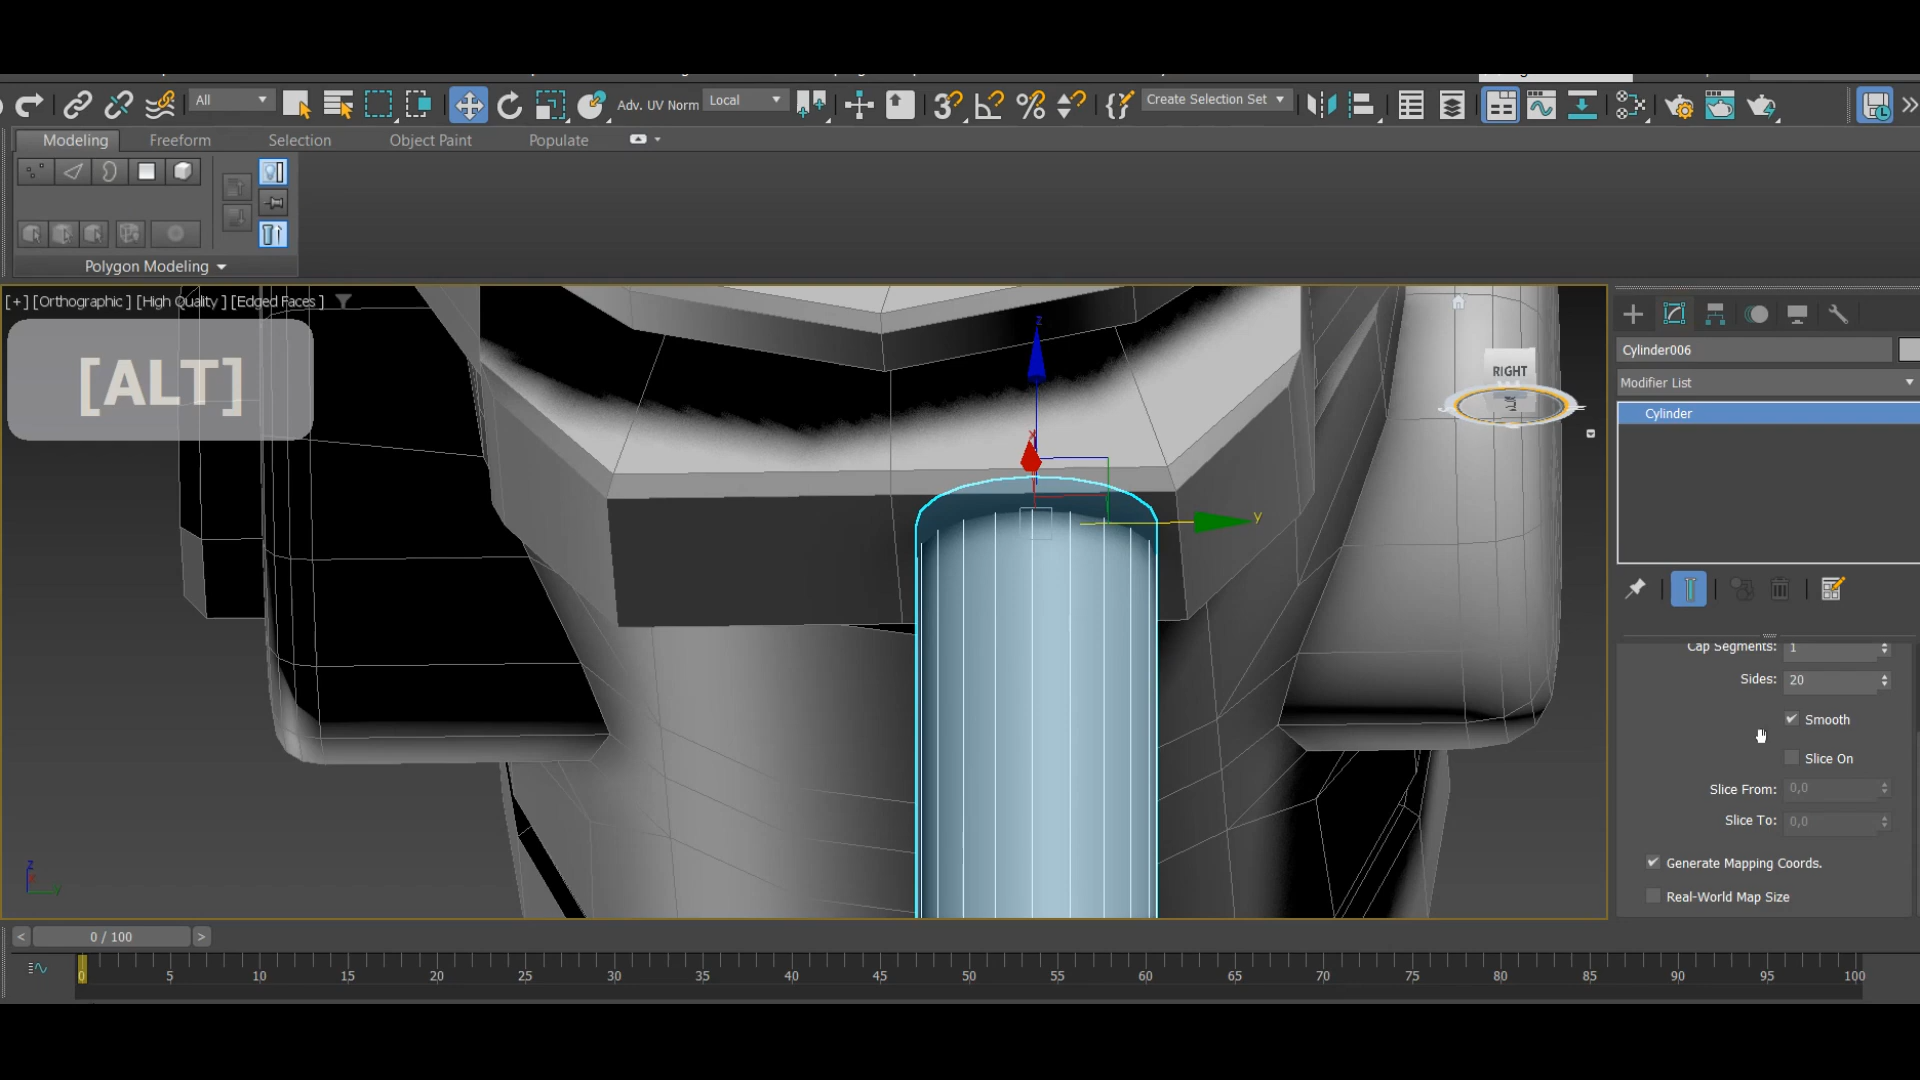 All
Adv. UV Norm
Local
Create Selection Set
Modeling
Freeform
Selection
Object Paint
Populate
Polygon Modeling
[+] [Orthographic ] [High Quality ] [Edged Faces ]
[ALT]
z
x
y
RIGHT
z
y
Cylinder006
Modifier List
Cylinder
Cap Segments: 1
Sides: 20
Smooth
Slice On
Slice From: 0,0
Slice To: 0,0
Generate Mapping Coords.
Real-World Map Size
< 0 / 100 >
0 5 10 15 20 25 30 35 40 45 50 55 60 65 70 75 80 85 90 95 100